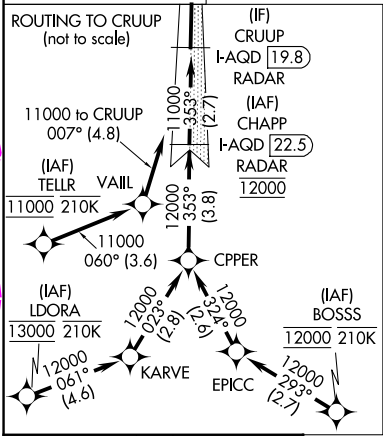 ROUTING TO CRUUP
(not to scale)
(IF)
CRUUP
I-AQD 19.8
RADAR
11000
353°
(2.7)
(IAF)
CHAPP
I-AQD 22.5
RADAR
12000
11000 to CRUUP
007° (4.8)
(IAF)
TELLR
11000 210K
VAIIL
11000
060° (3.6)
12000
353°
(3.8)
CPPER
(IAF)
LDORA
13000 210K
12000
023°
(2.8)
12000
324°
(2.6)
(IAF)
BOSSS
12000 210K
12000
061°
(4.6)
KARVE
EPICC
12000
293°
(2.7)